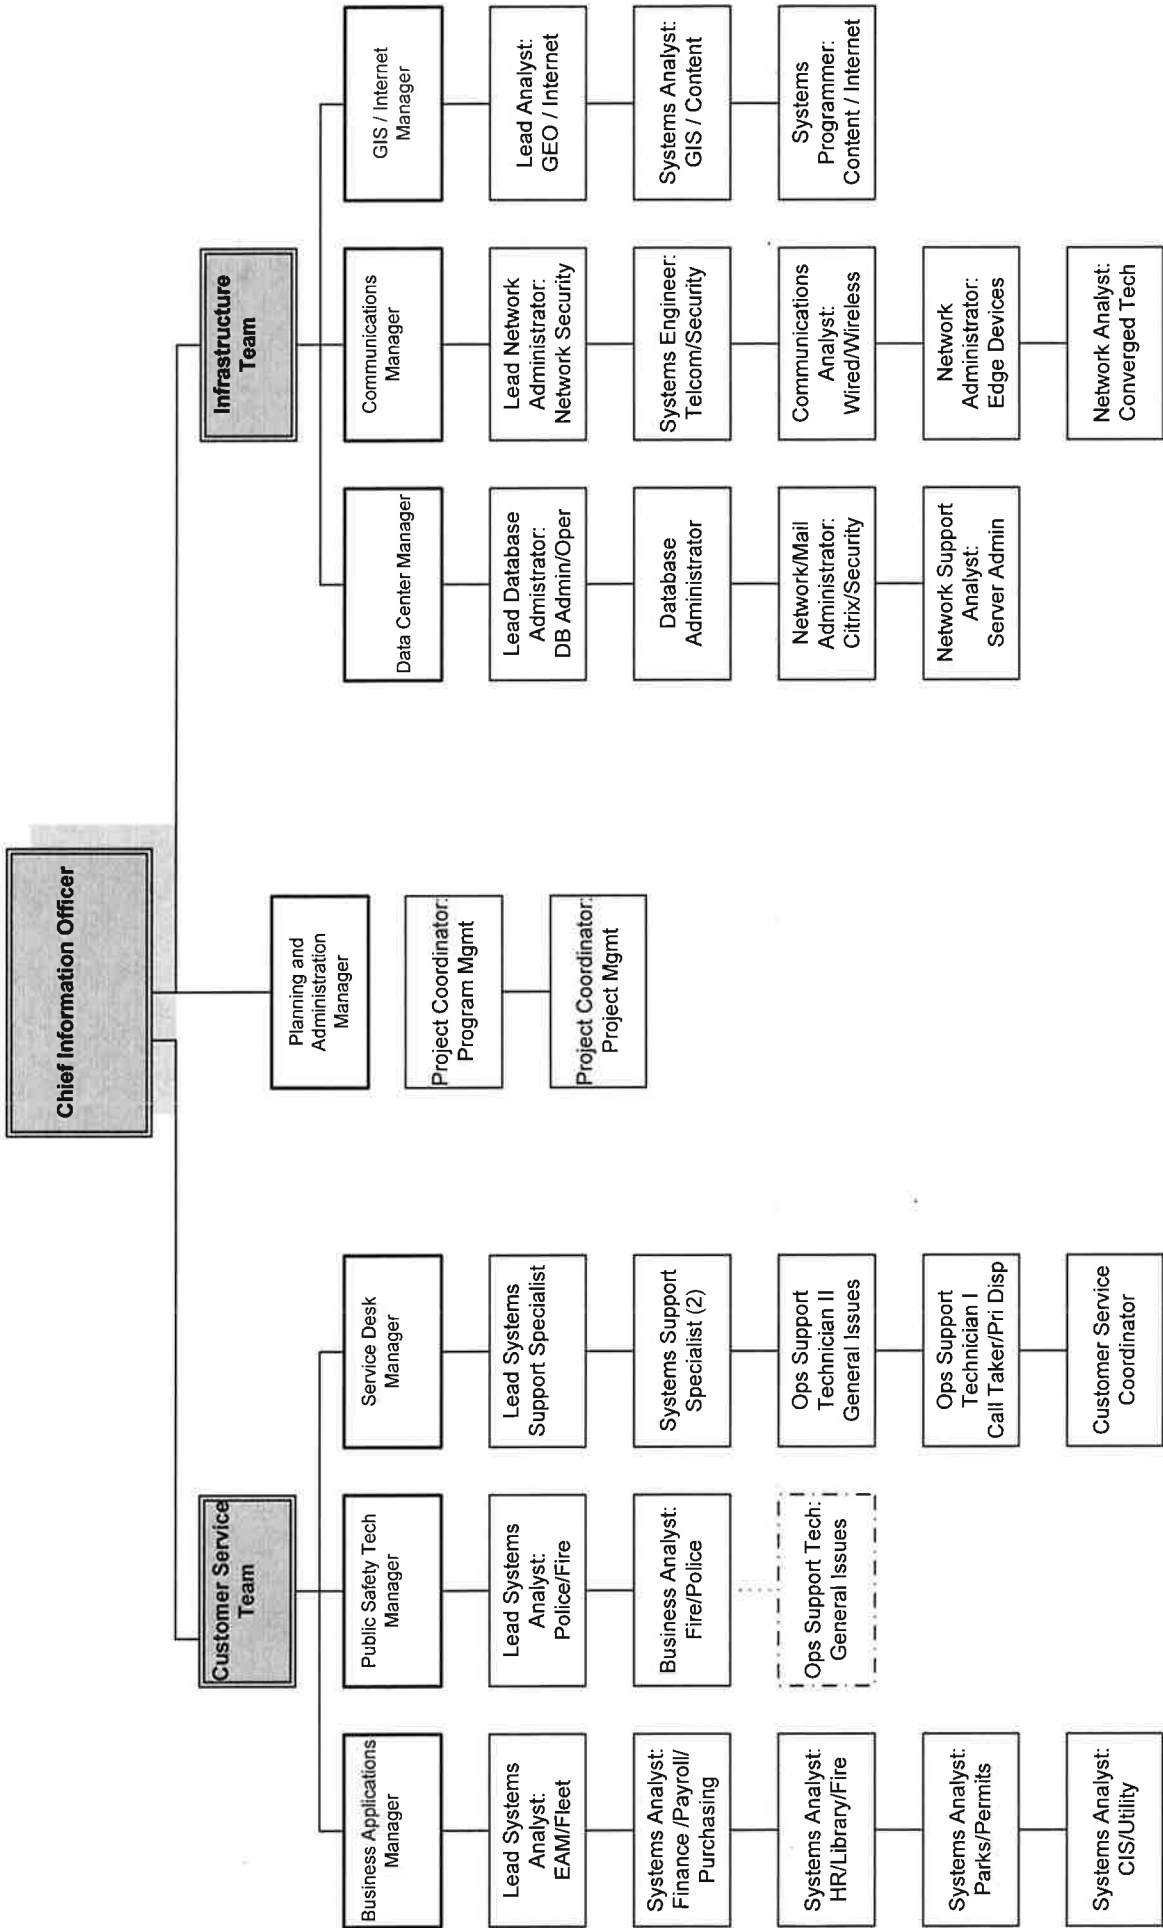 Chief Information Officer
Customer Service
Team
Infrastructure
Team
Planning and
Administration
Manager
Project Coordinator:
Program Mgmt
Project Coordinator:
Project Mgmt
Business Applications
Manager
Lead Systems
Analyst:
EAM/Fleet
Systems Analyst:
Finance /Payroll/
Purchasing
Systems Analyst:
HR/Library/Fire
Systems Analyst:
Parks/Permits
Systems Analyst:
CIS/Utility
Public Safety Tech
Manager
Lead Systems
Analyst:
Police/Fire
Business Analyst:
Fire/Police
Ops Support Tech:
General Issues
Service Desk
Manager
Lead Systems
Support Specialist
Systems Support
Specialist (2)
Ops Support
Technician II
General Issues
Ops Support
Technician I
Call Taker/Pri Disp
Customer Service
Coordinator
Data Center Manager
Lead Database
Admistrator:
DB Admin/Oper
Database
Administrator
Network/Mail
Administrator:
Citrix/Security
Network Support
Analyst:
Server Admin
Communications
Manager
Lead Network
Administrator:
Network Security
Systems Engineer:
Telcom/Security
Communications
Analyst:
Wired/Wireless
Network
Administrator:
Edge Devices
Network Analyst:
Converged Tech
GIS / Internet
Manager
Lead Analyst:
GEO / Internet
Systems Analyst:
GIS / Content
Systems
Programmer:
Content / Internet